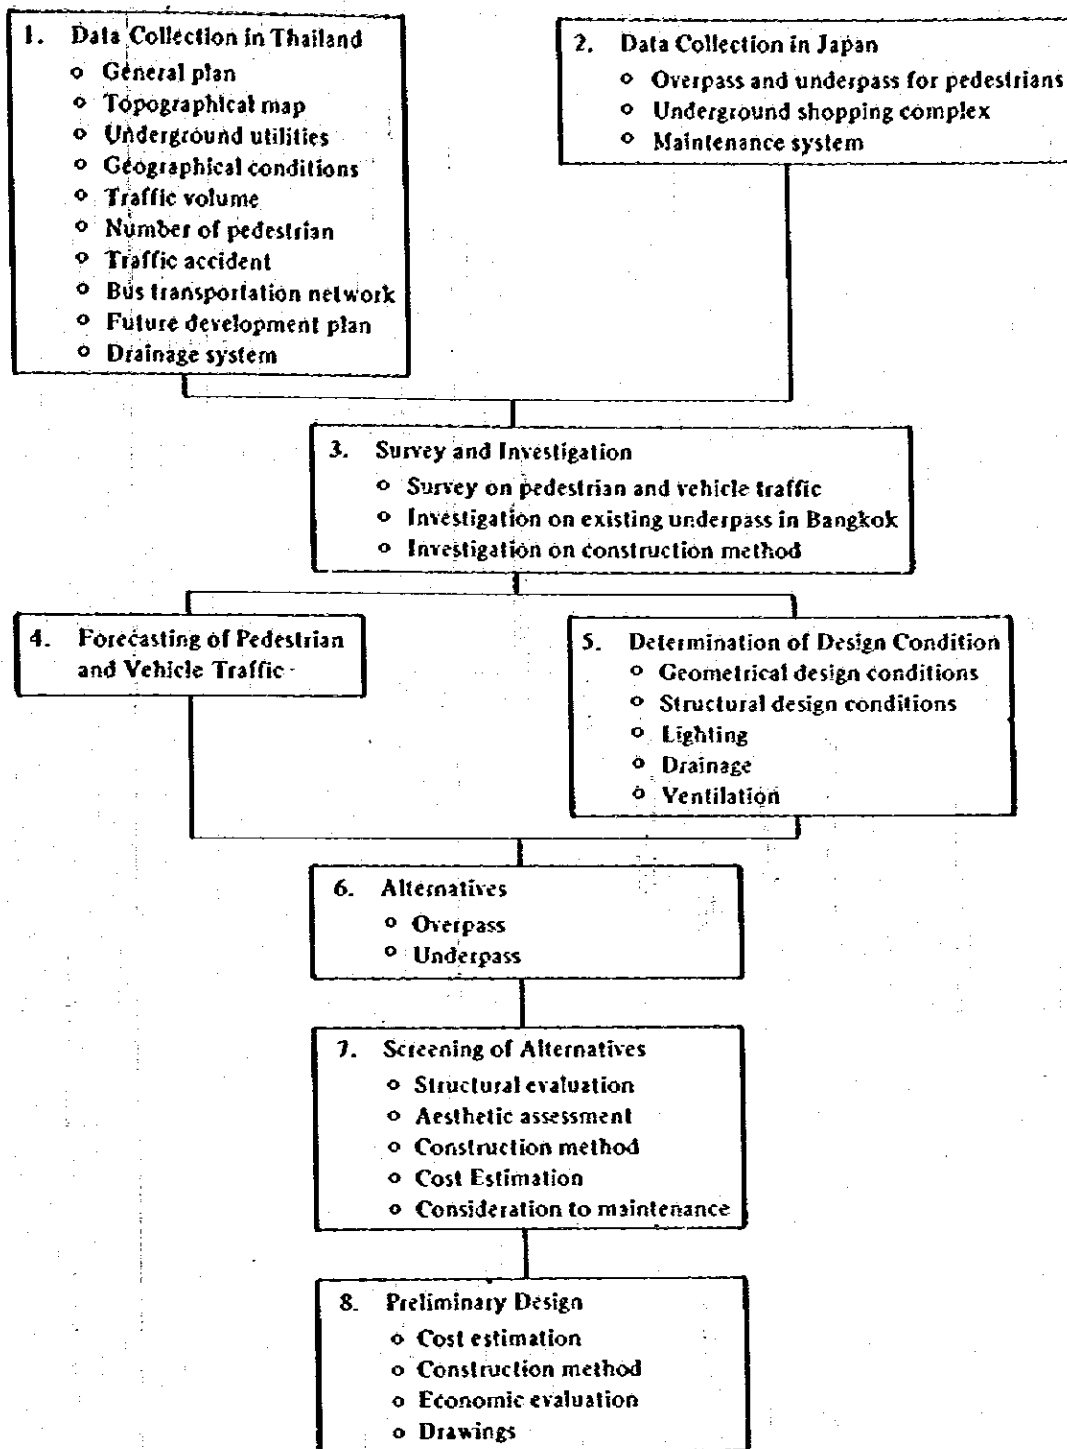 1. Data Collection in Thailand
o General plan
o Topographical map
o Underground utilities
o Geographical conditions
o Traffic volume
o Number of pedestrian
o Traffic accident
o Bus transportation network
o Future development plan
o Drainage system
2. Data Collection in Japan
o Overpass and underpass for pedestrians
o Underground shopping complex
o Maintenance system
3. Survey and Investigation
o Survey on pedestrian and vehicle traffic
o Investigation on existing underpass in Bangkok
o Investigation on construction method
4. Forecasting of Pedestrian
and Vehicle Traffic
5. Determination of Design Condition
o Geometrical design conditions
o Structural design conditions
o Lighting
o Drainage
o Ventilation
6. Alternatives
o Overpass
o Underpass
7. Screening of Alternatives
o Structural evaluation
o Aesthetic assessment
o Construction method
o Cost Estimation
o Consideration to maintenance
8. Preliminary Design
o Cost estimation
o Construction method
o Economic evaluation
o Drawings